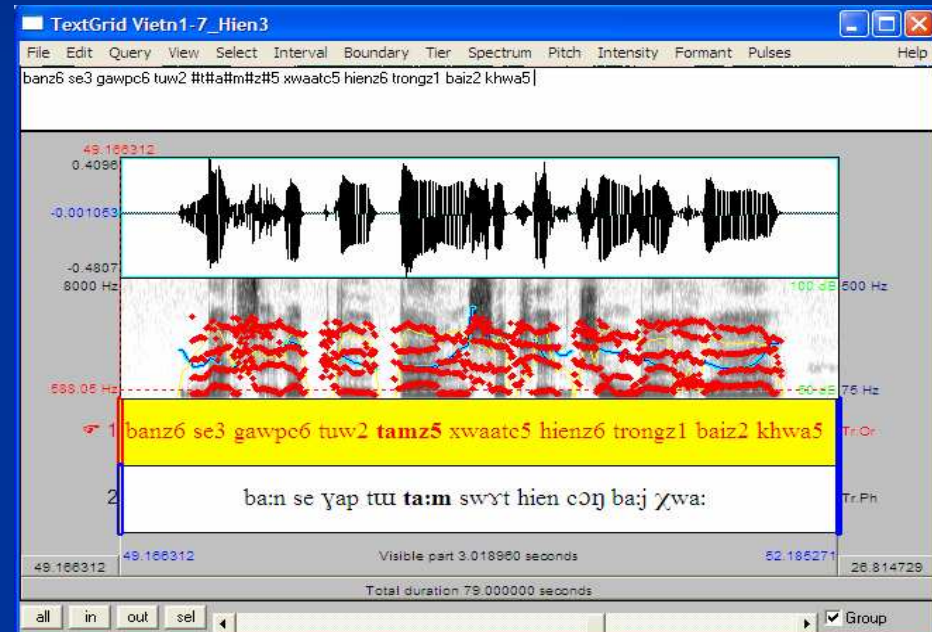 TextGrid Vietn1-7_Hien3
File Edit Query View Select Interval Boundary Tier Spectrum Pitch Intensity Formant Pulses Help
banz6 se3 gawpc6 tuw2 #t#a#m#z#5 xwaatc5 hienz6 trongz1 baiz2 khwa5
49.166312
0.4096
-0.001053
-0.4807
8000 Hz 100 dB 500 Hz
688.05 Hz 50 dB 75 Hz
1 banz6 se3 gawpc6 tuw2 tamz5 xwaatc5 hienz6 trongz1 baiz2 khwa5 Tr.Or
2 ba:n se ɣap tɯ ta:m swɤt hien cɔŋ ba:j χwa: Tr.Ph
49.166312 49.166312 Visible part 3.018960 seconds 52.185271 26.814729
Total duration 79.000000 seconds
all in out sel Group